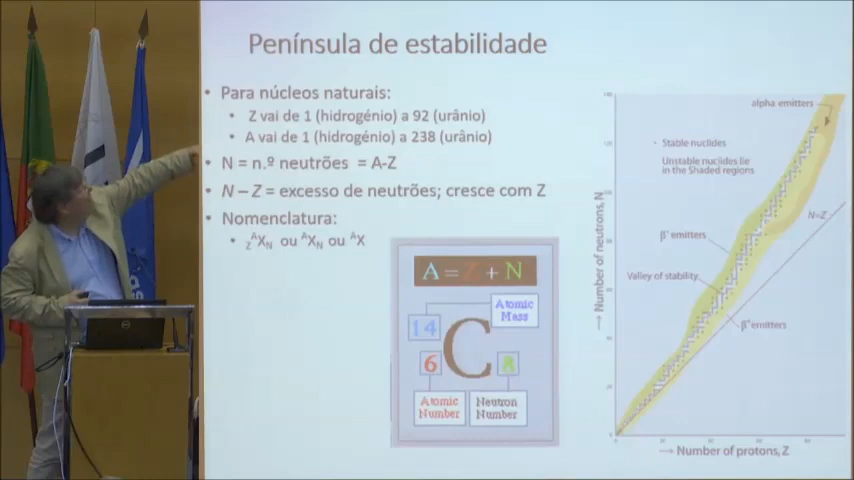 Península de estabilidade
• Para núcleos naturais:
• Z vai de 1 (hidrogénio) a 92 (urânio)
• A vai de 1 (hidrogénio) a 238 (urânio)
• N = n.º neutrões = A-Z
• N – Z = excesso de neutrões; cresce com Z
• Nomenclatura:
• ZAXN ou AXN ou AX
A = Z + N
Atomic
Mass
14
C
6
8
Atomic
Number
Neutron
Number
alpha emitters
• Stable nuclides
Unstable nuclides lie
in the Shaded regions
N=Z
β⁻ emitters
Valley of stability
β⁺ emitters
→ Number of neutrons, N
→ Number of protons, Z